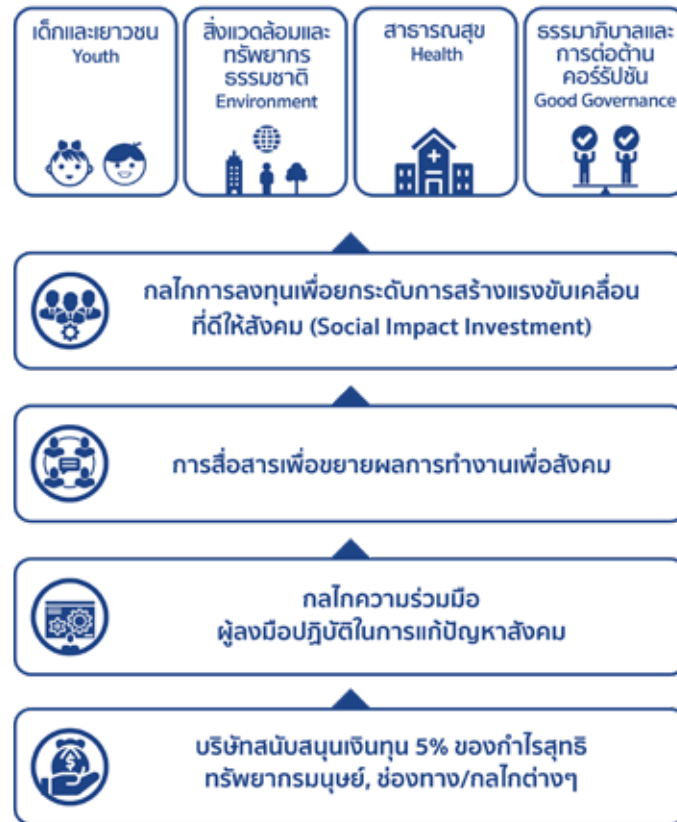 เด็กและเยาวชน
Youth
สิ่งแวดล้อมและ
ทรัพยากร
ธรรมชาติ
Environment
สาธารณสุข
Health
ธรรมาภิบาลและ
การต่อต้าน
คอร์รัปชัน
Good Governance
กลไกการลงทุนเพื่อยกระดับการสร้างแรงขับเคลื่อน
ที่ดีให้สังคม (Social Impact Investment)
การสื่อสารเพื่อขยายผลการทำงานเพื่อสังคม
กลไกความร่วมมือ
ผู้ลงมือปฏิบัติในการแก้ปัญหาสังคม
บริษัทสนับสนุนเงินทุน 5% ของกำไรสุทธิ
ทรัพยากรมนุษย์, ช่องทาง/กลไกต่างๆ